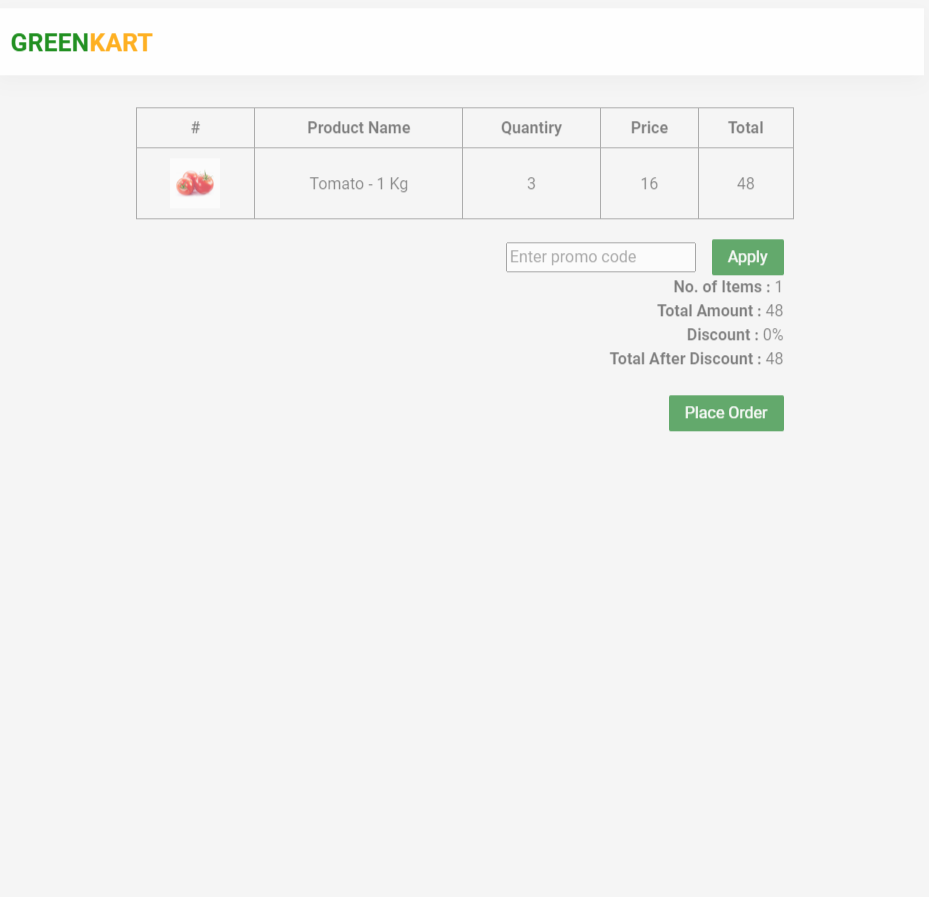 GREENKART
# Product Name Quantiry Price Total
Tomato - 1 Kg 3 16 48
Enter promo code Apply
No. of Items : 1
Total Amount : 48
Discount : 0%
Total After Discount : 48
Place Order